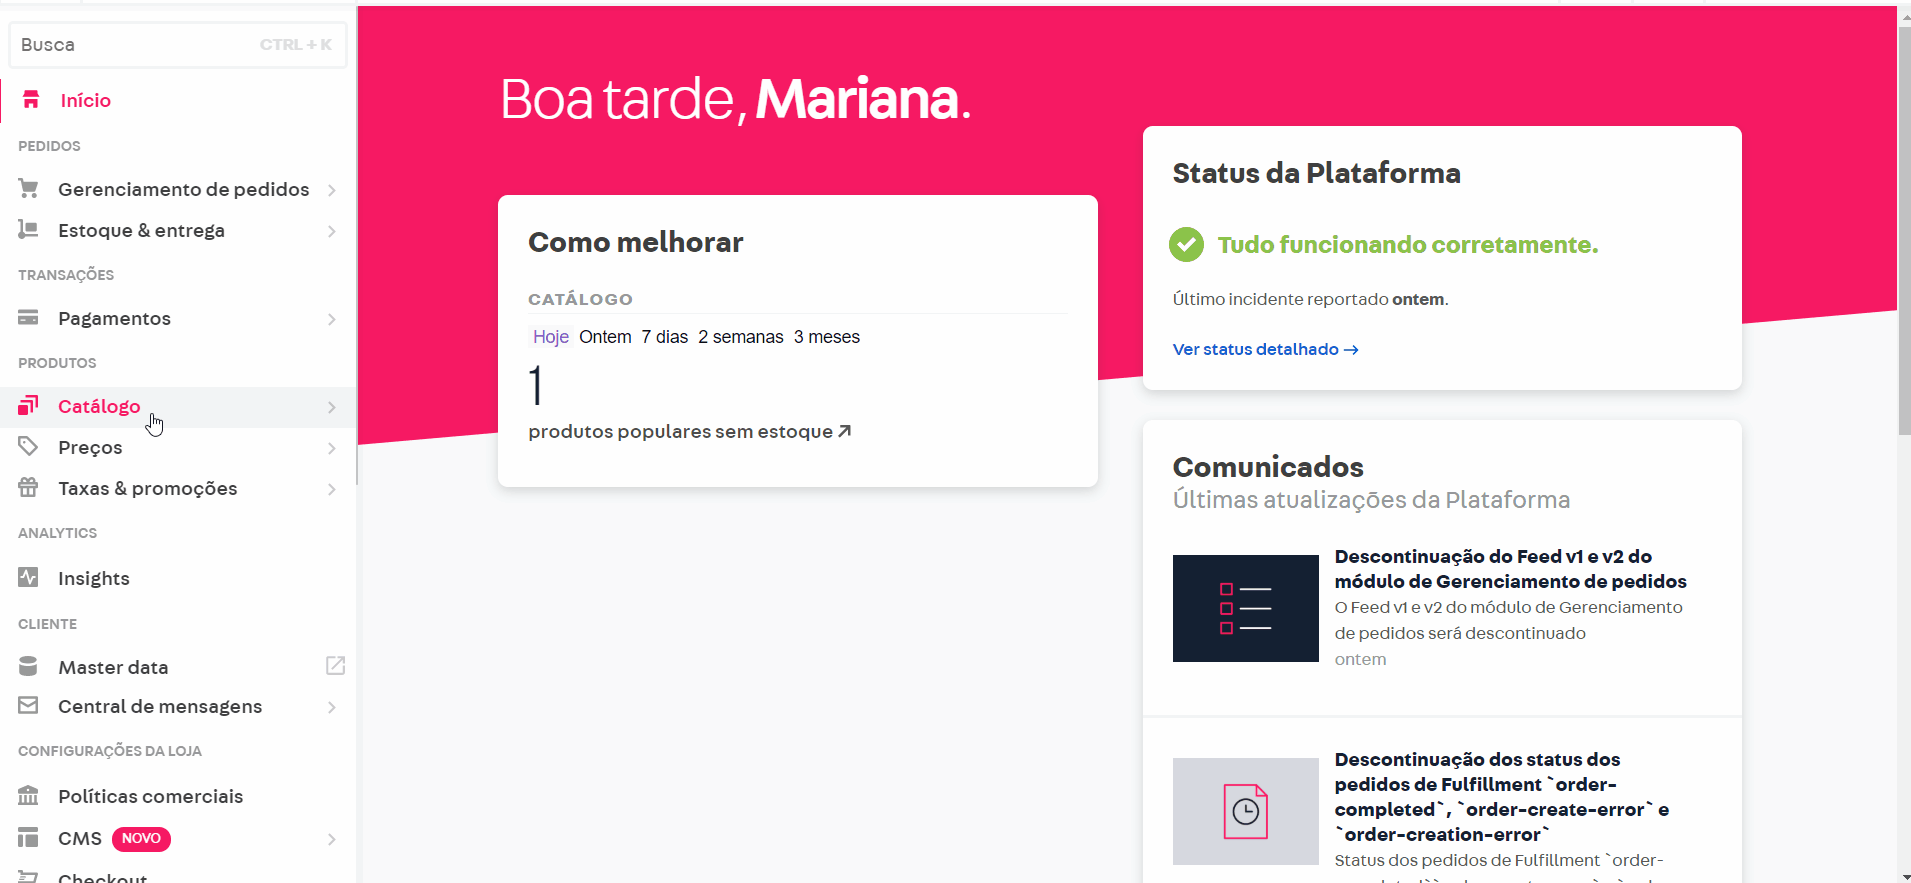 Busca
CTRL + K
Início
PEDIDOS
Gerenciamento de pedidos
Estoque & entrega
TRANSAÇÕES
Pagamentos
PRODUTOS
Catálogo
Preços
Taxas & promoções
ANALYTICS
Insights
CLIENTE
Master data
Central de mensagens
CONFIGURAÇÕES DA LOJA
Políticas comerciais
CMS NOVO
Checkout
Boa tarde, Mariana.
Como melhorar
CATÁLOGO
Hoje Ontem 7 dias 2 semanas 3 meses
1
produtos populares sem estoque
Status da Plataforma
Tudo funcionando corretamente.
Último incidente reportado ontem.
Ver status detalhado →
Comunicados
Últimas atualizações da Plataforma
Descontinuação do Feed v1 e v2 do
módulo de Gerenciamento de pedidos
O Feed v1 e v2 do módulo de Gerenciamento
de pedidos será descontinuado
ontem
Descontinuação dos status dos
pedidos de Fulfillment `order-
completed`, `order-create-error` e
`order-creation-error`
Status dos pedidos de Fulfillment `order-